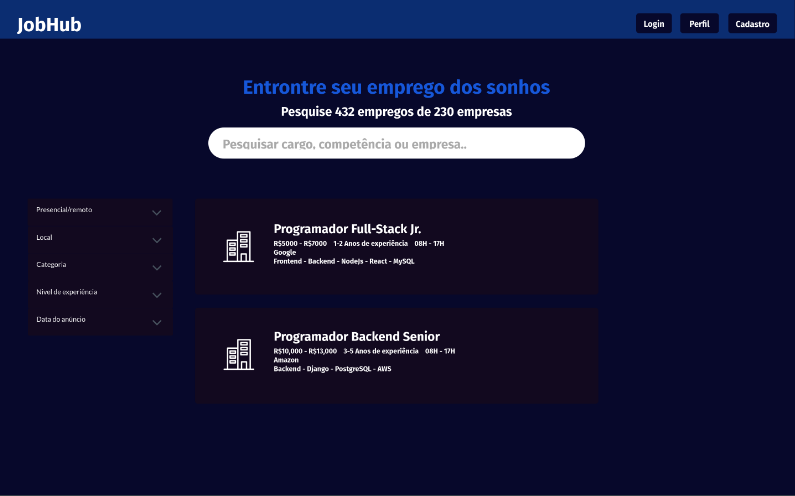 JobHub
Login
Perfil
Cadastro
Entrontre seu emprego dos sonhos
Pesquise 432 empregos de 230 empresas
Pesquisar cargo, competência ou empresa..
Presencial/remoto
Local
Categoria
Nivel de experiência
Data do anúncio
Programador Full-Stack Jr.
R$5000 - R$7000 1-2 Anos de experiência 08H - 17H
Google
Frontend - Backend - NodeJs - React - MySQL
Programador Backend Senior
R$10,000 - R$13,000 3-5 Anos de experiência 08H - 17H
Amazon
Backend - Django - PostgreSQL - AWS